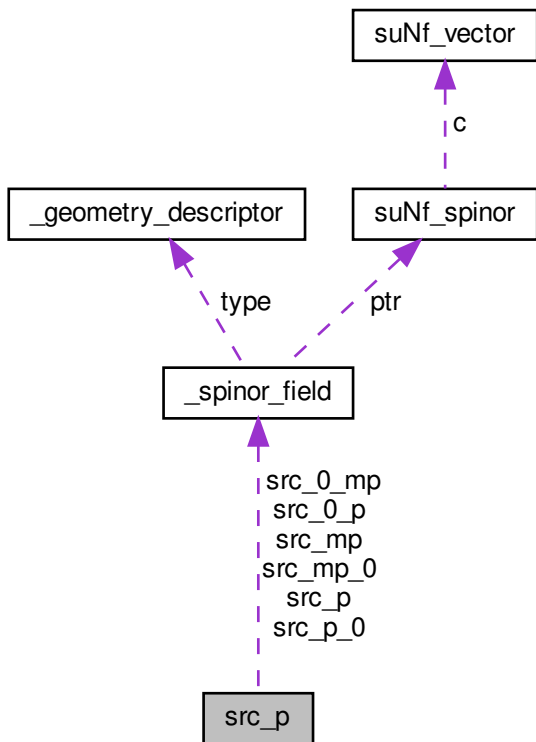 suNf_vector
c
_geometry_descriptor
suNf_spinor
type
ptr
_spinor_field
src_0_mp
src_0_p
src_mp
src_mp_0
src_p
src_p_0
src_p